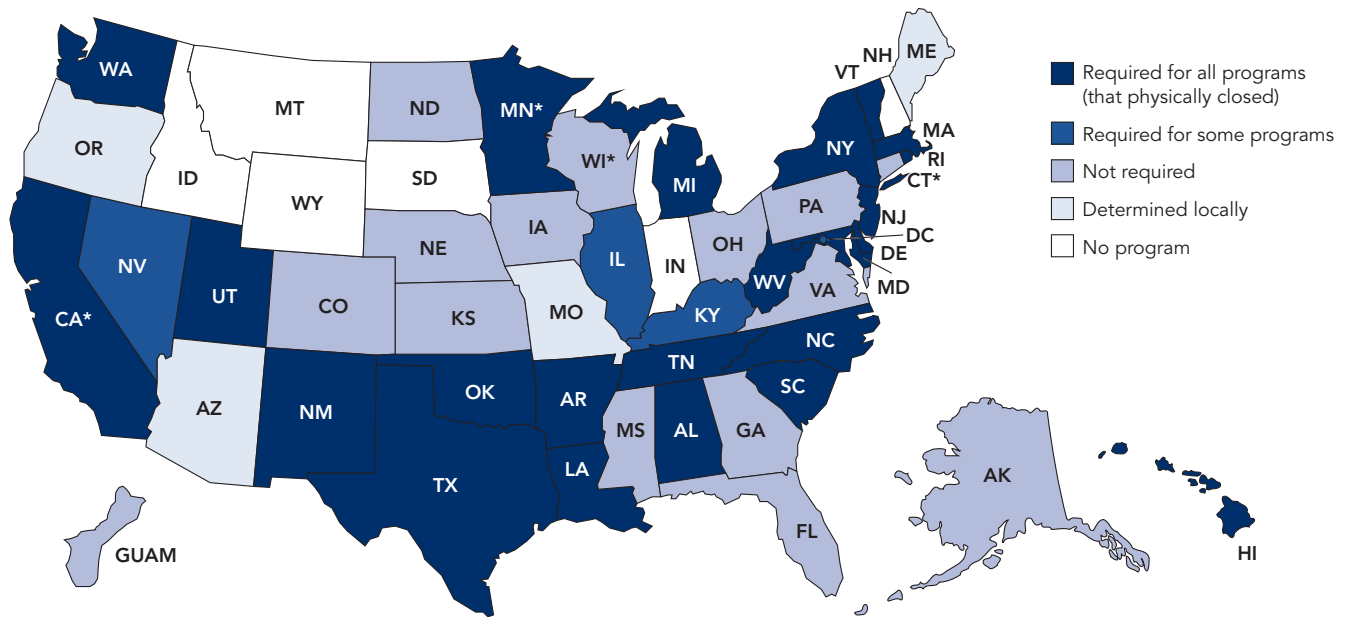 WA
OR
CA*
NV
ID
MT
WY
UT
AZ
NM
CO
ND
SD
NE
KS
OK
TX
MN*
IA
MO
AR
LA
WI*
IL
MI
IN
OH
KY
TN
MS
AL
GA
FL
SC
NC
VA
WV
PA
NY
VT
NH
ME
MA
RI
CT*
NJ
DC
DE
MD
AK
HI
GUAM
Required for all programs
(that physically closed)
Required for some programs
Not required
Determined locally
No program